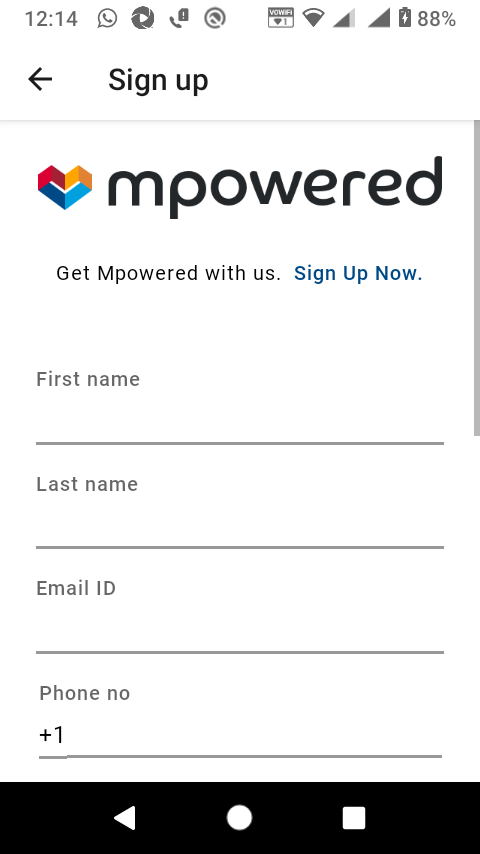 12:14 VOWIFI 1 88%
Sign up
mpowered
Get Mpowered with us. Sign Up Now.
First name
Last name
Email ID
Phone no
+1